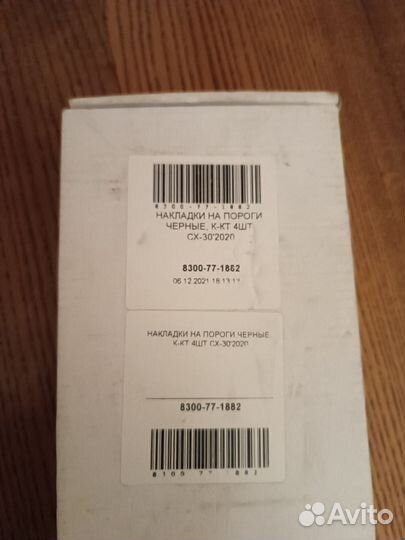 8300-77-1882
НАКЛАДКИ НА ПОРОГИ
ЧЕРНЫЕ, К-КТ 4ШТ
CX-30'2020
8300-77-1882
06.12.2021 18:13:17
НАКЛАДКИ НА ПОРОГИ ЧЕРНЫЕ,
К-КТ 4ШТ CX-30'2020
8300-77-1882
8300 77 1882
Avito